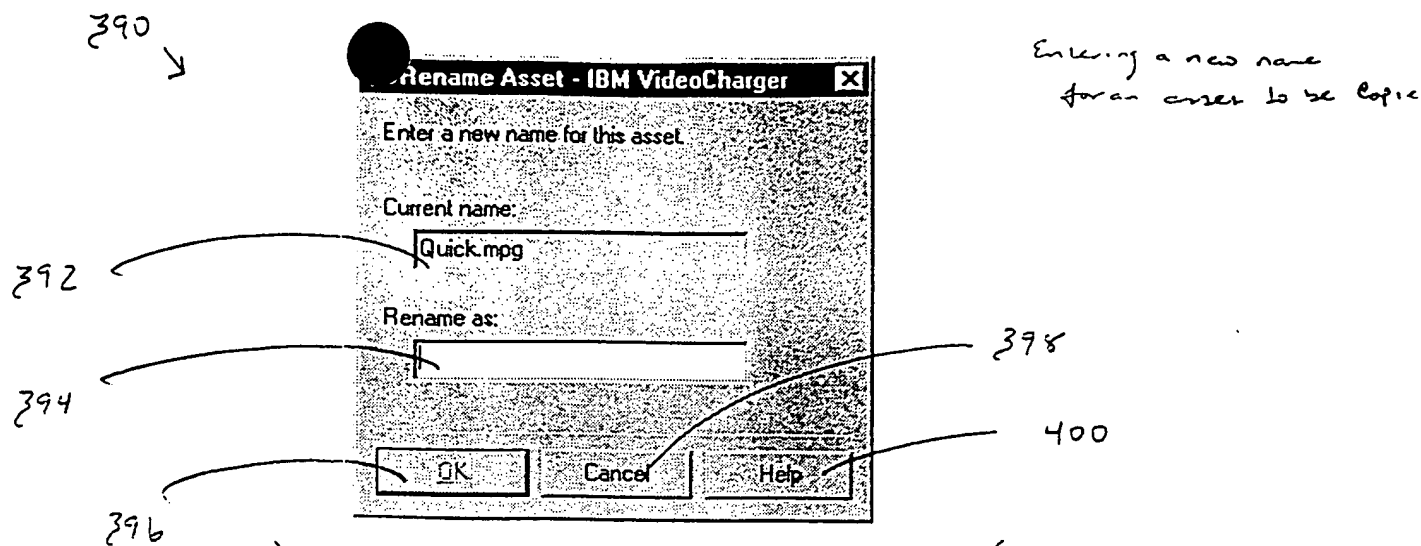 390
Entering a new name
for an asset to be Copie
Rename Asset - IBM VideoCharger
Enter a new name for this asset.
Current name:
Quick.mpg
392
Rename as:
398
394
400
OK Cancel Help
396